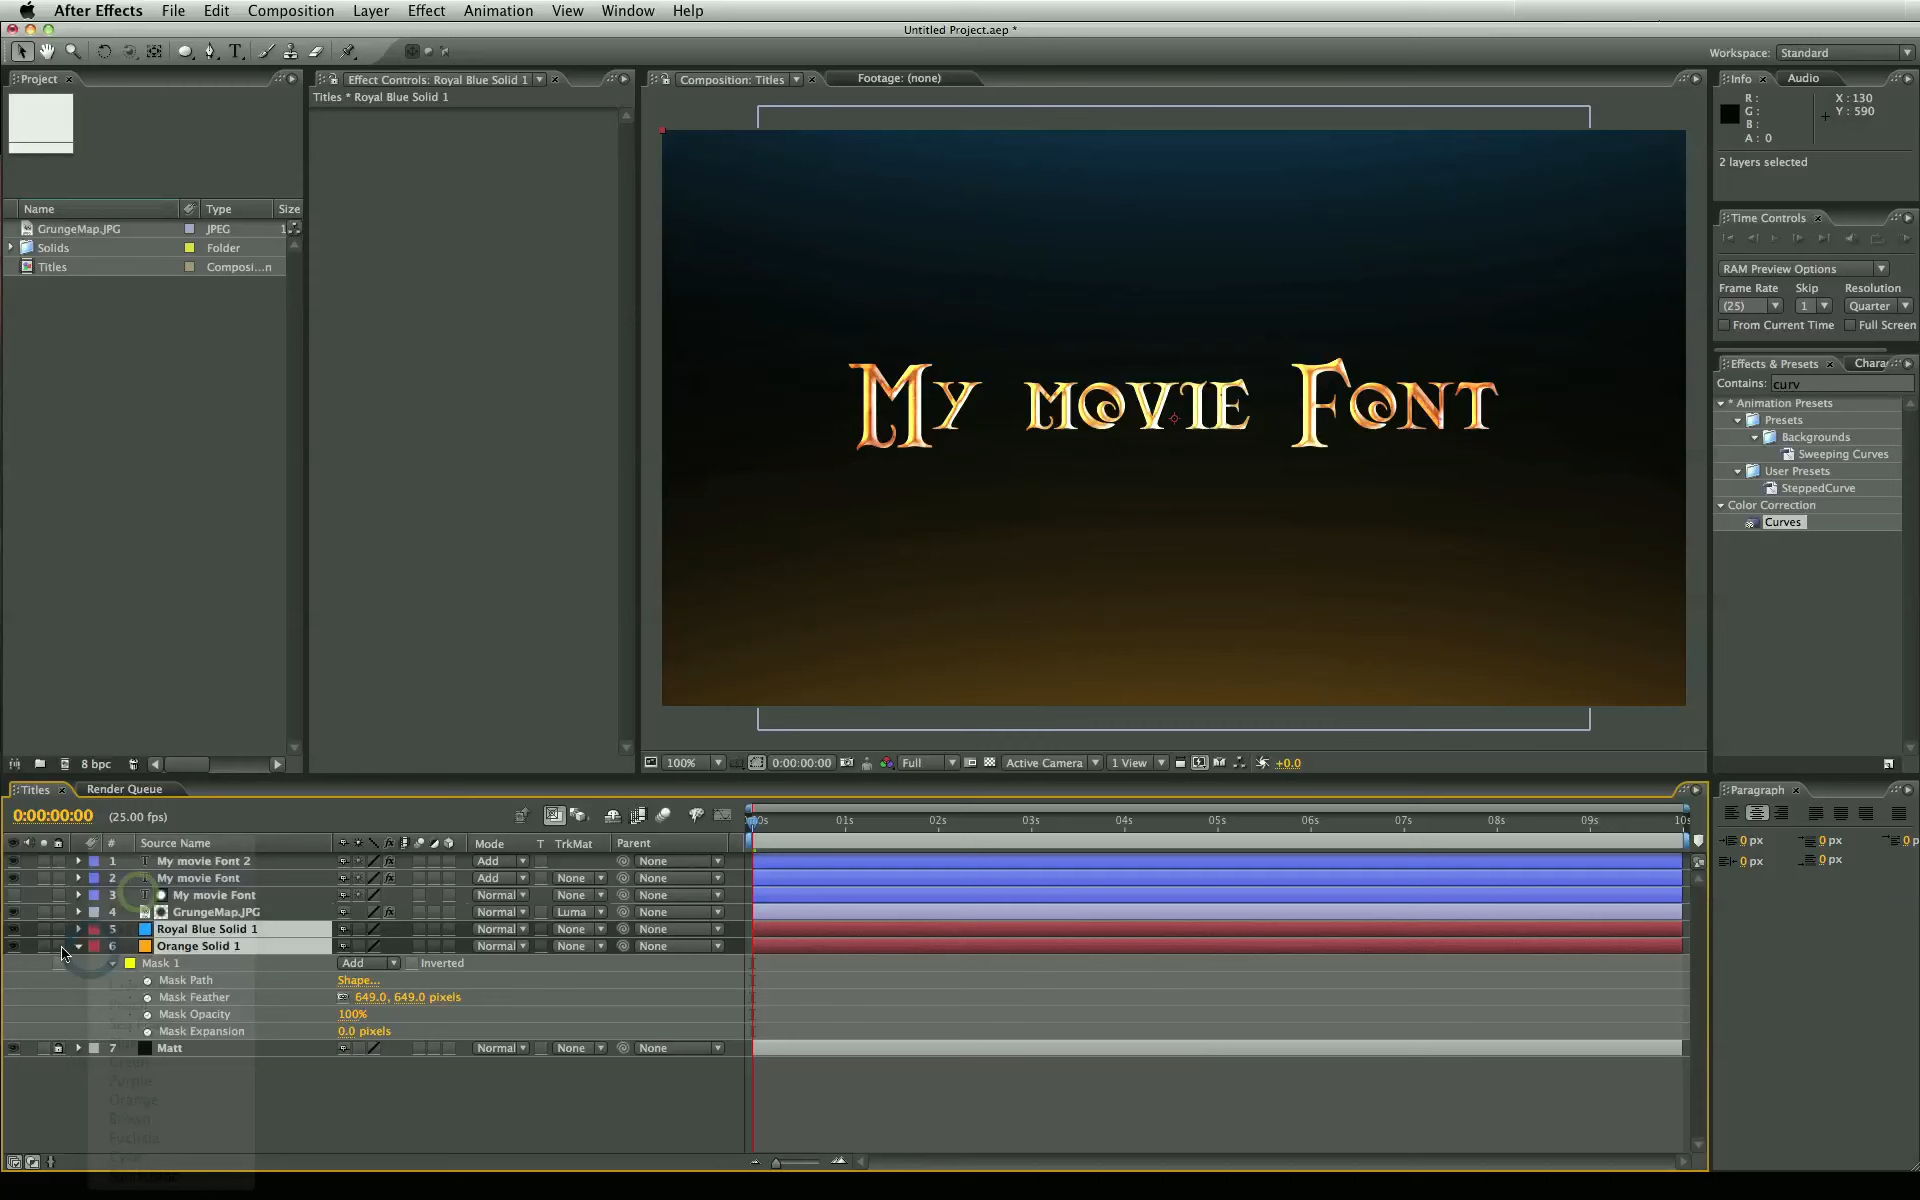 After Effects File Edit Composition Layer Effect Animation View Window Help
Untitled Project.aep *
Workspace: Standard
Project
Effect Controls: Royal Blue Solid 1
Composition: Titles
Footage: (none)
Info
Audio
Titles * Royal Blue Solid 1
R :
G :
B :
A : 0
X : 130
Y : 590
2 layers selected
Name Type Size
GrungeMap.JPG JPEG 1
Solids Folder
Titles Composi...n
Time Controls
RAM Preview Options
Frame Rate Skip Resolution
(25) 1 Quarter
From Current Time Full Screen
Effects & Presets
Contains: curv
* Animation Presets
Presets
Backgrounds
Sweeping Curves
User Presets
SteppedCurve
Color Correction
Curves
My movie Font
8 bpc
100% 0:00:00:00 Full Active Camera 1 View +0.0
Titles
Render Queue
Paragraph
0:00:00:00 (25.00 fps)
01s 02s 03s 04s 05s 06s 07s 08s 09s
# Source Name Mode T TrkMat Parent
1 T My movie Font 2 Add None
2 T My movie Font Add None None
3 T My movie Font Normal None None
4 GrungeMap.JPG Normal Luma None
5 Royal Blue Solid 1 Normal None None
6 Orange Solid 1 Normal None None
Mask 1 Add Inverted
Mask Path Shape...
Mask Feather 649.0, 649.0 pixels
Mask Opacity 100%
Mask Expansion 0.0 pixels
7 Matt Normal None None
0 px 0 px
0 px 0 px
Purple
Orange
Brown
Fuchsia